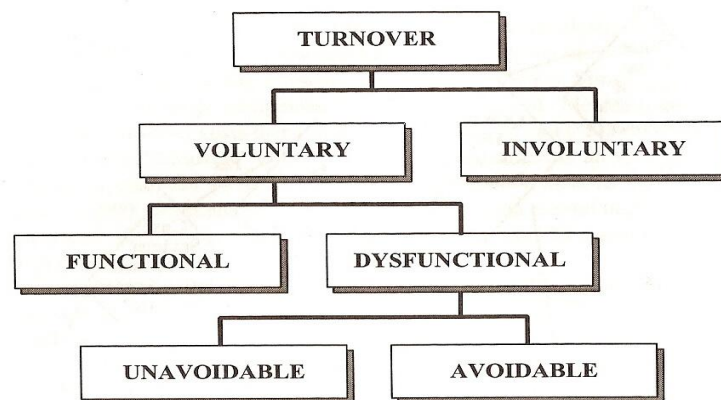 TURNOVER
VOLUNTARY
INVOLUNTARY
FUNCTIONAL
DYSFUNCTIONAL
UNAVOIDABLE
AVOIDABLE